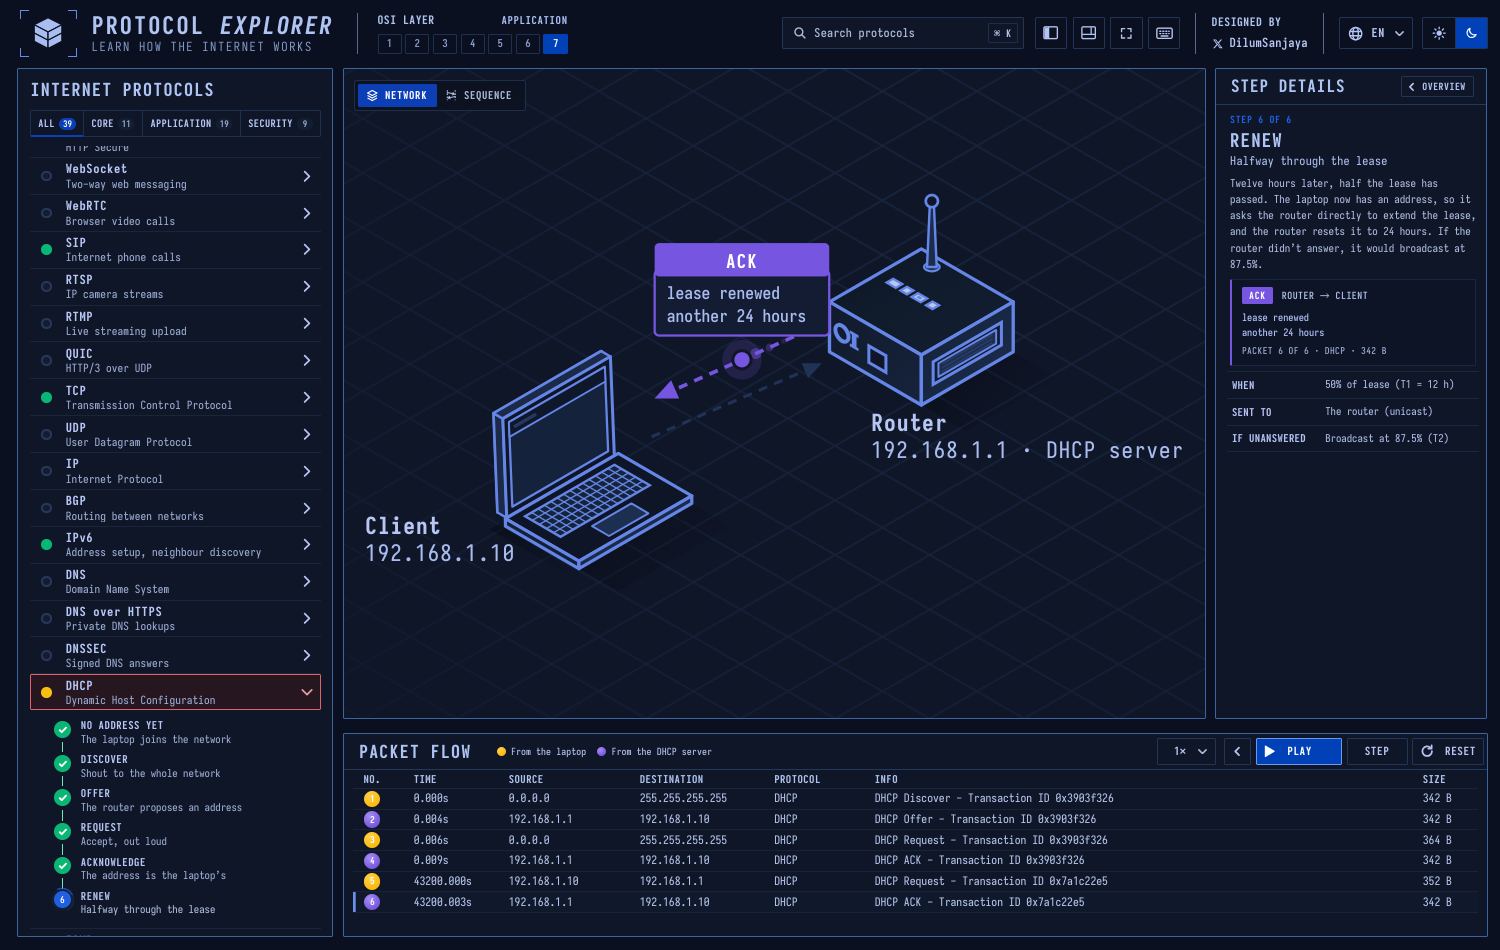 PROTOCOL EXPLORER
LEARN HOW THE INTERNET WORKS
OSI LAYER APPLICATION
1 2 3 4 5 6 7
Search protocols ⌘ K
DESIGNED BY
DilumSanjaya
EN
INTERNET PROTOCOLS
ALL 39 CORE 11 APPLICATION 19 SECURITY 9
HTTP Secure
WebSocket
Two-way web messaging
WebRTC
Browser video calls
SIP
Internet phone calls
RTSP
IP camera streams
RTMP
Live streaming upload
QUIC
HTTP/3 over UDP
TCP
Transmission Control Protocol
UDP
User Datagram Protocol
IP
Internet Protocol
BGP
Routing between networks
IPv6
Address setup, neighbour discovery
DNS
Domain Name System
DNS over HTTPS
Private DNS lookups
DNSSEC
Signed DNS answers
DHCP
Dynamic Host Configuration
NO ADDRESS YET
The laptop joins the network
DISCOVER
Shout to the whole network
OFFER
The router proposes an address
REQUEST
Accept, out loud
ACKNOWLEDGE
The address is the laptop's
6 RENEW
Halfway through the lease
NETWORK SEQUENCE
ACK
lease renewed
another 24 hours
Router
192.168.1.1 · DHCP server
Client
192.168.1.10
STEP DETAILS
OVERVIEW
STEP 6 OF 6
RENEW
Halfway through the lease
Twelve hours later, half the lease has
passed. The laptop now has an address, so it
asks the router directly to extend the lease,
and the router resets it to 24 hours. If the
router didn't answer, it would broadcast at
87.5%.
ACK ROUTER → CLIENT
lease renewed
another 24 hours
PACKET 6 OF 6 · DHCP · 342 B
WHEN 50% of lease (T1 = 12 h)
SENT TO The router (unicast)
IF UNANSWERED Broadcast at 87.5% (T2)
PACKET FLOW
From the laptop From the DHCP server
1× PLAY STEP RESET
NO. TIME SOURCE DESTINATION PROTOCOL INFO SIZE
1 0.000s 0.0.0.0 255.255.255.255 DHCP DHCP Discover - Transaction ID 0x3903f326 342 B
2 0.004s 192.168.1.1 192.168.1.10 DHCP DHCP Offer - Transaction ID 0x3903f326 342 B
3 0.006s 0.0.0.0 255.255.255.255 DHCP DHCP Request - Transaction ID 0x3903f326 364 B
4 0.009s 192.168.1.1 192.168.1.10 DHCP DHCP ACK - Transaction ID 0x3903f326 342 B
5 43200.000s 192.168.1.10 192.168.1.1 DHCP DHCP Request - Transaction ID 0x7a1c22e5 352 B
6 43200.003s 192.168.1.1 192.168.1.10 DHCP DHCP ACK - Transaction ID 0x7a1c22e5 342 B